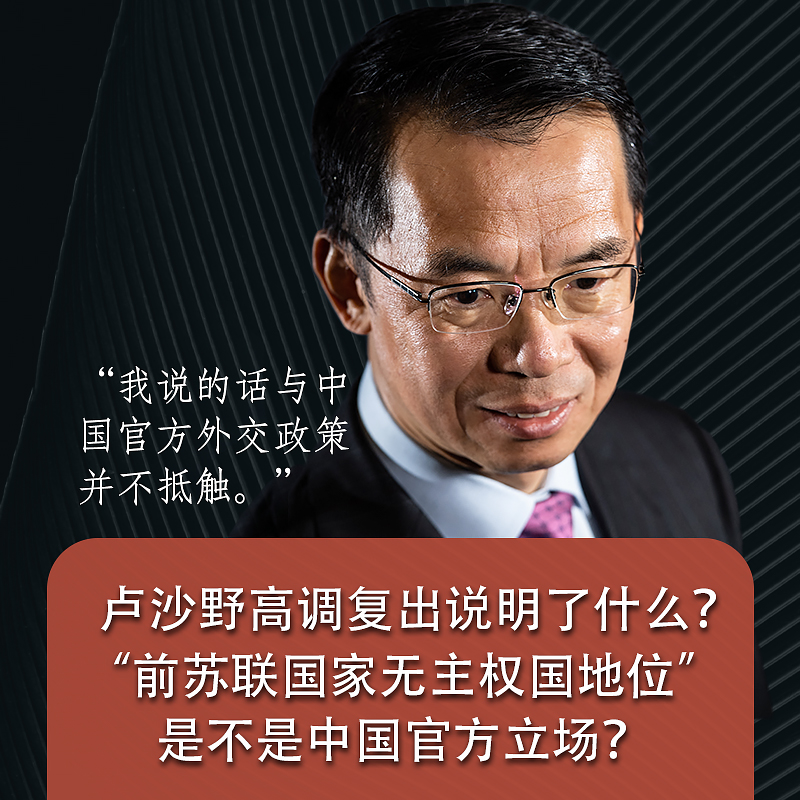 “我说的话与中
国官方外交政策
并不抵触。”
卢沙野高调复出说明了什么？
“前苏联国家无主权国地位”
是不是中国官方立场？